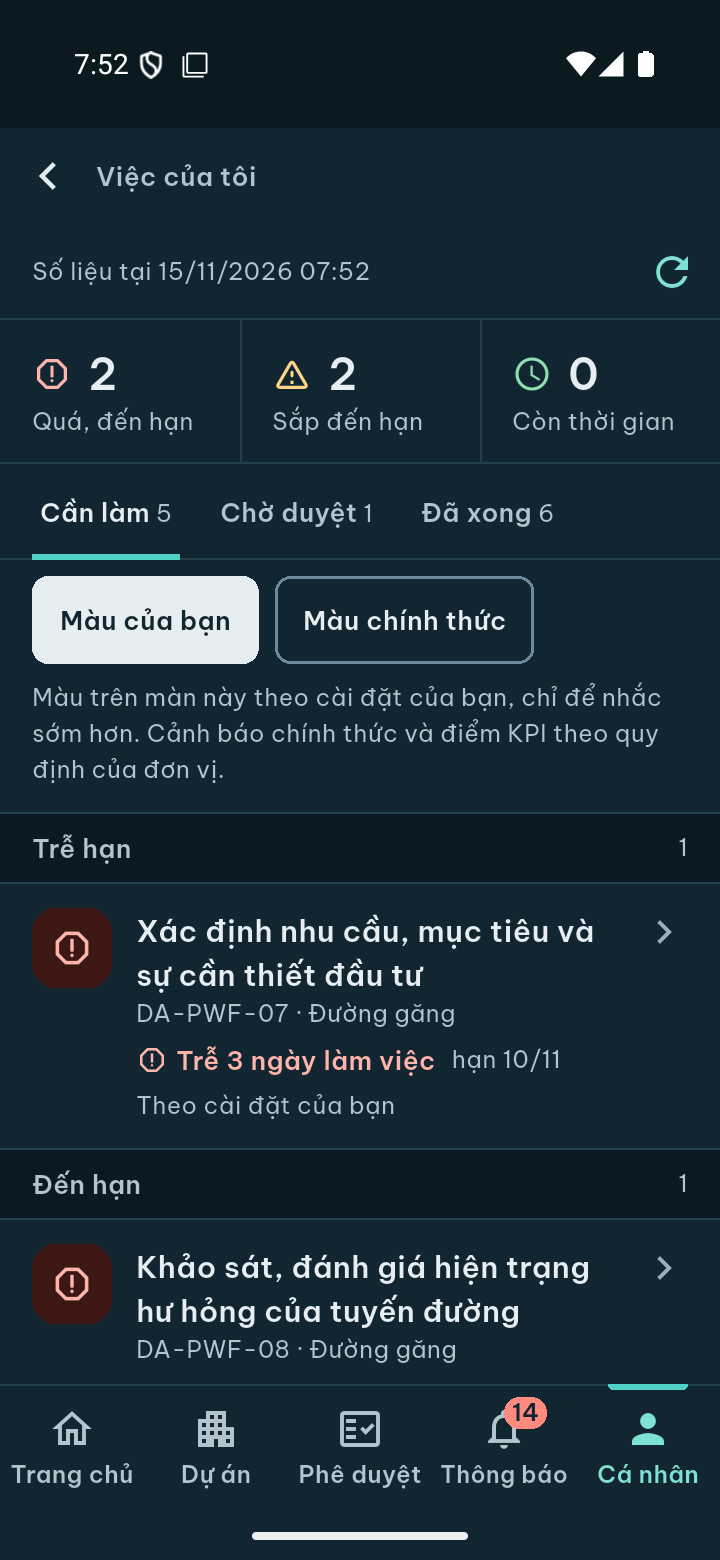 7:52
Việc của tôi
Số liệu tại 15/11/2026 07:52
2
Quá, đến hạn
2
Sắp đến hạn
0
Còn thời gian
Cần làm 5
Chờ duyệt 1
Đã xong 6
Màu của bạn
Màu chính thức
Màu trên màn này theo cài đặt của bạn, chỉ để nhắc
sớm hơn. Cảnh báo chính thức và điểm KPI theo quy
định của đơn vị.
Trễ hạn 1
Xác định nhu cầu, mục tiêu và
sự cần thiết đầu tư
DA-PWF-07 · Đường găng
Trễ 3 ngày làm việc hạn 10/11
Theo cài đặt của bạn
Đến hạn 1
Khảo sát, đánh giá hiện trạng
hư hỏng của tuyến đường
DA-PWF-08 · Đường găng
14
Trang chủ
Dự án
Phê duyệt
Thông báo
Cá nhân